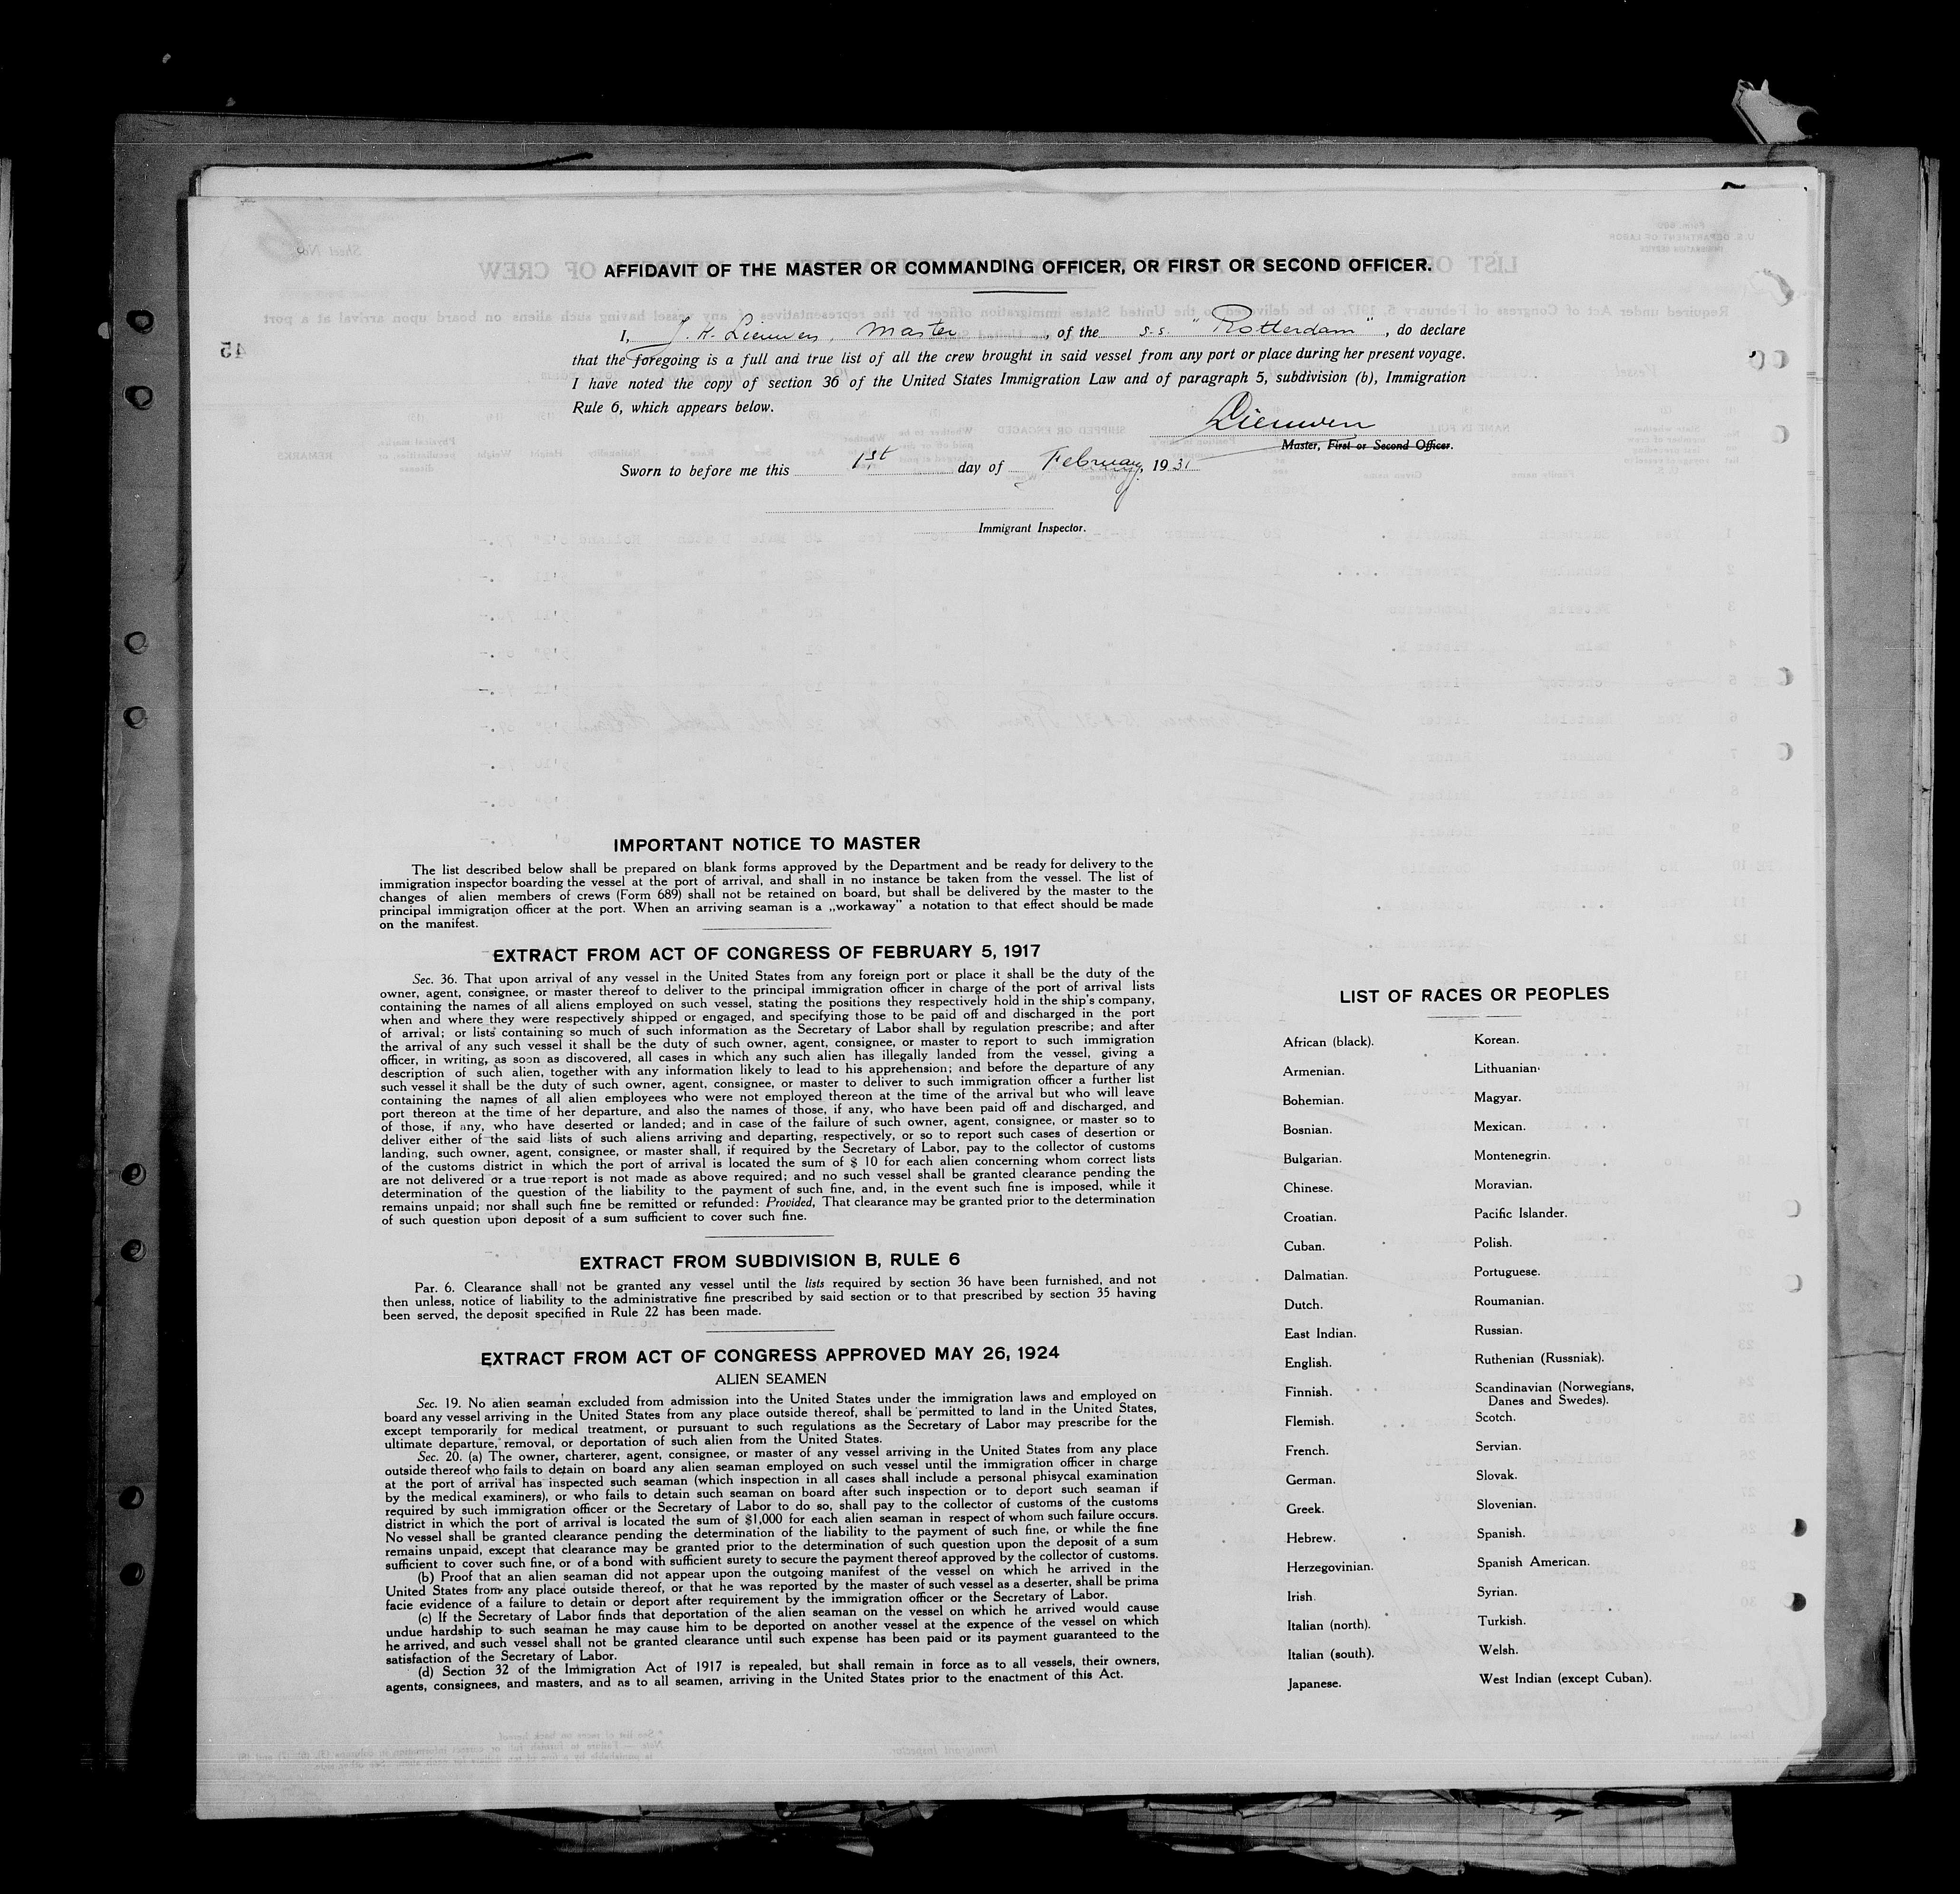 AFFIDAVIT OF THE MASTER OR COMMANDING OFFICER, OR FIRST OR SECOND OFFICER.
I, J. H. Lieuwen, Master, of the s.s. "Rotterdam", do declare
that the foregoing is a full and true list of all the crew brought in said vessel from any port or place during her present voyage.
I have noted the copy of section 36 of the United States Immigration Law and of paragraph 5, subdivision (b), Immigration
Rule 6, which appears below.
Lieuwen
Master, First or Second Officer.
Sworn to before me this 1st day of February, 1931
Immigrant Inspector.
IMPORTANT NOTICE TO MASTER
The list described below shall be prepared on blank forms approved by the Department and be ready for delivery to the
immigration inspector boarding the vessel at the port of arrival, and shall in no instance be taken from the vessel. The list of
changes of alien members of crews (Form 689) shall not be retained on board, but shall be delivered by the master to the
principal immigration officer at the port. When an arriving seaman is a „workaway" a notation to that effect should be made
on the manifest.
EXTRACT FROM ACT OF CONGRESS OF FEBRUARY 5, 1917
Sec. 36. That upon arrival of any vessel in the United States from any foreign port or place it shall be the duty of the
owner, agent, consignee, or master thereof to deliver to the principal immigration officer in charge of the port of arrival lists
containing the names of all aliens employed on such vessel, stating the positions they respectively hold in the ship's company,
when and where they were respectively shipped or engaged, and specifying those to be paid off and discharged in the port
of arrival; or lists containing so much of such information as the Secretary of Labor shall by regulation prescribe; and after
the arrival of any such vessel it shall be the duty of such owner, agent, consignee, or master to report to such immigration
officer, in writing, as soon as discovered, all cases in which any such alien has illegally landed from the vessel, giving a
description of such alien, together with any information likely to lead to his apprehension; and before the departure of any
such vessel it shall be the duty of such owner, agent, consignee, or master to deliver to such immigration officer a further list
containing the names of all alien employees who were not employed thereon at the time of the arrival but who will leave
port thereon at the time of her departure, and also the names of those, if any, who have been paid off and discharged, and
of those, if any, who have deserted or landed; and in case of the failure of such owner, agent, consignee, or master so to
deliver either of the said lists of such aliens arriving and departing, respectively, or so to report such cases of desertion or
landing, such owner, agent, consignee, or master shall, if required by the Secretary of Labor, pay to the collector of customs
of the customs district in which the port of arrival is located the sum of $ 10 for each alien concerning whom correct lists
are not delivered or a true report is not made as above required; and no such vessel shall be granted clearance pending the
determination of the question of the liability to the payment of such fine, and, in the event such fine is imposed, while it
remains unpaid; nor shall such fine be remitted or refunded: Provided, That clearance may be granted prior to the determination
of such question upon deposit of a sum sufficient to cover such fine.
EXTRACT FROM SUBDIVISION B, RULE 6
Par. 6. Clearance shall not be granted any vessel until the lists required by section 36 have been furnished, and not
then unless, notice of liability to the administrative fine prescribed by said section or to that prescribed by section 35 having
been served, the deposit specified in Rule 22 has been made.
EXTRACT FROM ACT OF CONGRESS APPROVED MAY 26, 1924
ALIEN SEAMEN
Sec. 19. No alien seaman excluded from admission into the United States under the immigration laws and employed on
board any vessel arriving in the United States from any place outside thereof, shall be permitted to land in the United States,
except temporarily for medical treatment, or pursuant to such regulations as the Secretary of Labor may prescribe for the
ultimate departure, removal, or deportation of such alien from the United States.
Sec. 20. (a) The owner, charterer, agent, consignee, or master of any vessel arriving in the United States from any place
outside thereof who fails to detain on board any alien seaman employed on such vessel until the immigration officer in charge
at the port of arrival has inspected such seaman (which inspection in all cases shall include a personal phisycal examination
by the medical examiners), or who fails to detain such seaman on board after such inspection or to deport such seaman if
required by such immigration officer or the Secretary of Labor to do so, shall pay to the collector of customs of the customs
district in which the port of arrival is located the sum of $1,000 for each alien seaman in respect of whom such failure occurs.
No vessel shall be granted clearance pending the determination of the liability to the payment of such fine, or while the fine
remains unpaid, except that clearance may be granted prior to the determination of such question upon the deposit of a sum
sufficient to cover such fine, or of a bond with sufficient surety to secure the payment thereof approved by the collector of customs.
(b) Proof that an alien seaman did not appear upon the outgoing manifest of the vessel on which he arrived in the
United States from any place outside thereof, or that he was reported by the master of such vessel as a deserter, shall be prima
facie evidence of a failure to detain or deport after requirement by the immigration officer or the Secretary of Labor.
(c) If the Secretary of Labor finds that deportation of the alien seaman on the vessel on which he arrived would cause
undue hardship to such seaman he may cause him to be deported on another vessel at the expence of the vessel on which
he arrived, and such vessel shall not be granted clearance until such expense has been paid or its payment guaranteed to the
satisfaction of the Secretary of Labor.
(d) Section 32 of the Immigration Act of 1917 is repealed, but shall remain in force as to all vessels, their owners,
agents, consignees, and masters, and as to all seamen, arriving in the United States prior to the enactment of this Act.
LIST OF RACES OR PEOPLES
African (black).
Armenian.
Bohemian.
Bosnian.
Bulgarian.
Chinese.
Croatian.
Cuban.
Dalmatian.
Dutch.
East Indian.
English.
Finnish.
Flemish.
French.
German.
Greek.
Hebrew.
Herzegovinian.
Irish.
Italian (north).
Italian (south).
Japanese.
Korean.
Lithuanian.
Magyar.
Mexican.
Montenegrin.
Moravian.
Pacific Islander.
Polish.
Portuguese.
Roumanian.
Russian.
Ruthenian (Russniak).
Scandinavian (Norwegians,
Danes and Swedes).
Scotch.
Servian.
Slovak.
Slovenian.
Spanish.
Spanish American.
Syrian.
Turkish.
Welsh.
West Indian (except Cuban).